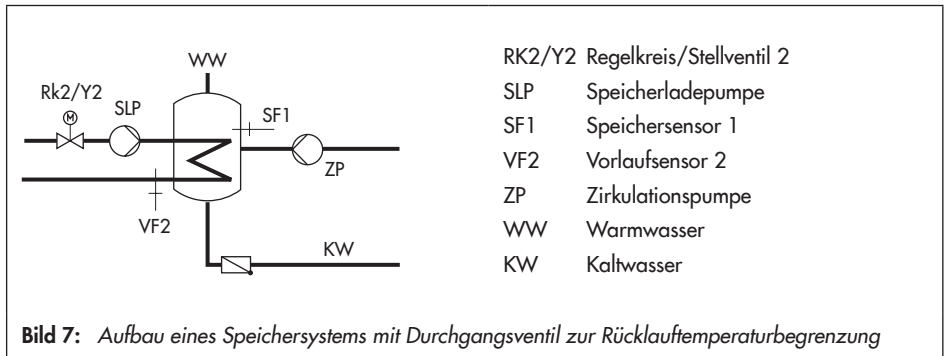 WW
Rk2/Y2
M
SLP
SF1
ZP
VF2
KW
RK2/Y2 Regelkreis/Stellventil 2
SLP Speicherladepumpe
SF1 Speichersensor 1
VF2 Vorlaufsensor 2
ZP Zirkulationspumpe
WW Warmwasser
KW Kaltwasser
Bild 7: Aufbau eines Speichersystems mit Durchgangsventil zur Rücklauftemperaturbegrenzung